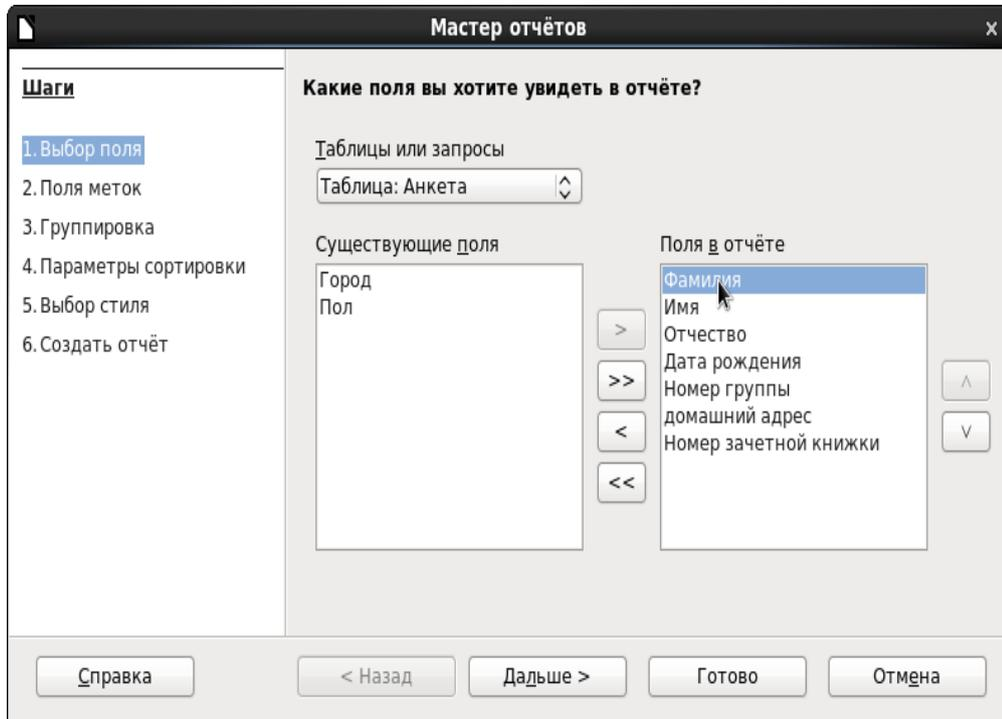 Мастер отчётов
x
Шаги
1. Выбор поля
2. Поля меток
3. Группировка
4. Параметры сортировки
5. Выбор стиля
6. Создать отчёт
Какие поля вы хотите увидеть в отчёте?
Таблицы или запросы
Таблица: Анкета
Существующие поля
Город
Пол
>
>>
<
<<
Поля в отчёте
Фамилия
Имя
Отчество
Дата рождения
Номер группы
домашний адрес
Номер зачетной книжки
^
v
Справка
< Назад
Дальше >
Готово
Отмена